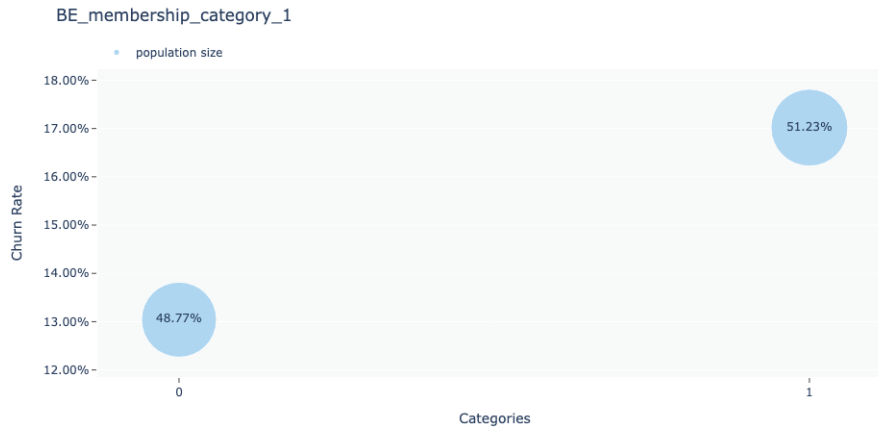 BE_membership_category_1
population size
18.00%
17.00%
16.00%
15.00%
14.00%
13.00%
12.00%
Churn Rate
51.23%
48.77%
0
1
Categories